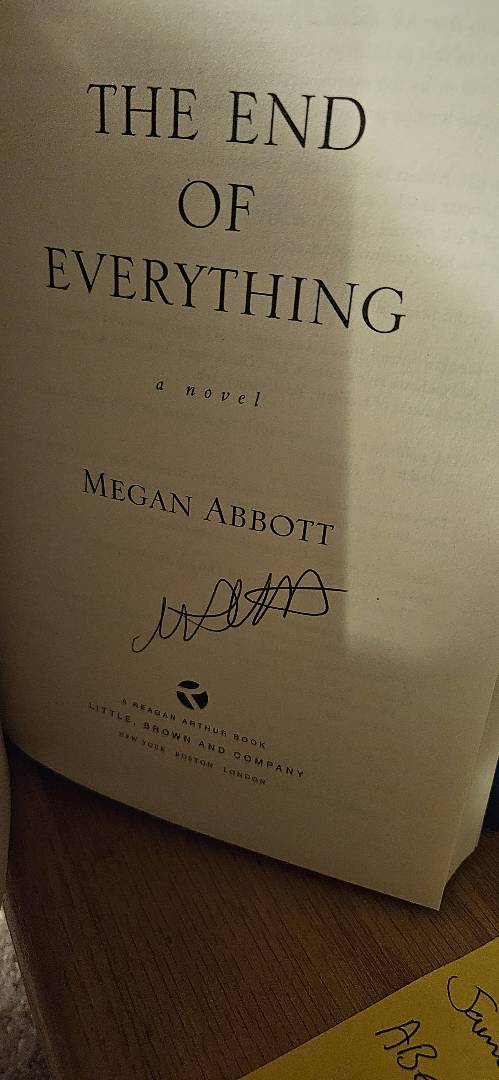 THE END
OF
EVERYTHING
a novel
MEGAN ABBOTT
A REAGAN ARTHUR BOOK
LITTLE, BROWN AND COMPANY
NEW YORK BOSTON LONDON